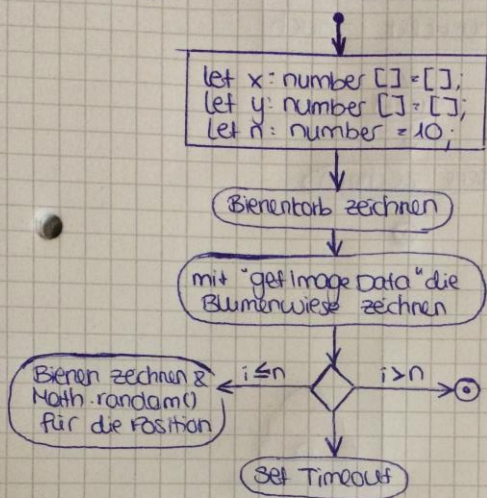 let x: number [] = [];
let y: number [] = [];
let n: number = 10;
Bienenkorb zeichnen
mit "getImageData" die
Blumenwiese zeichnen
i≤n
i>n
Bienen zeichnen &
Math.random()
für die Position
Set Timeout